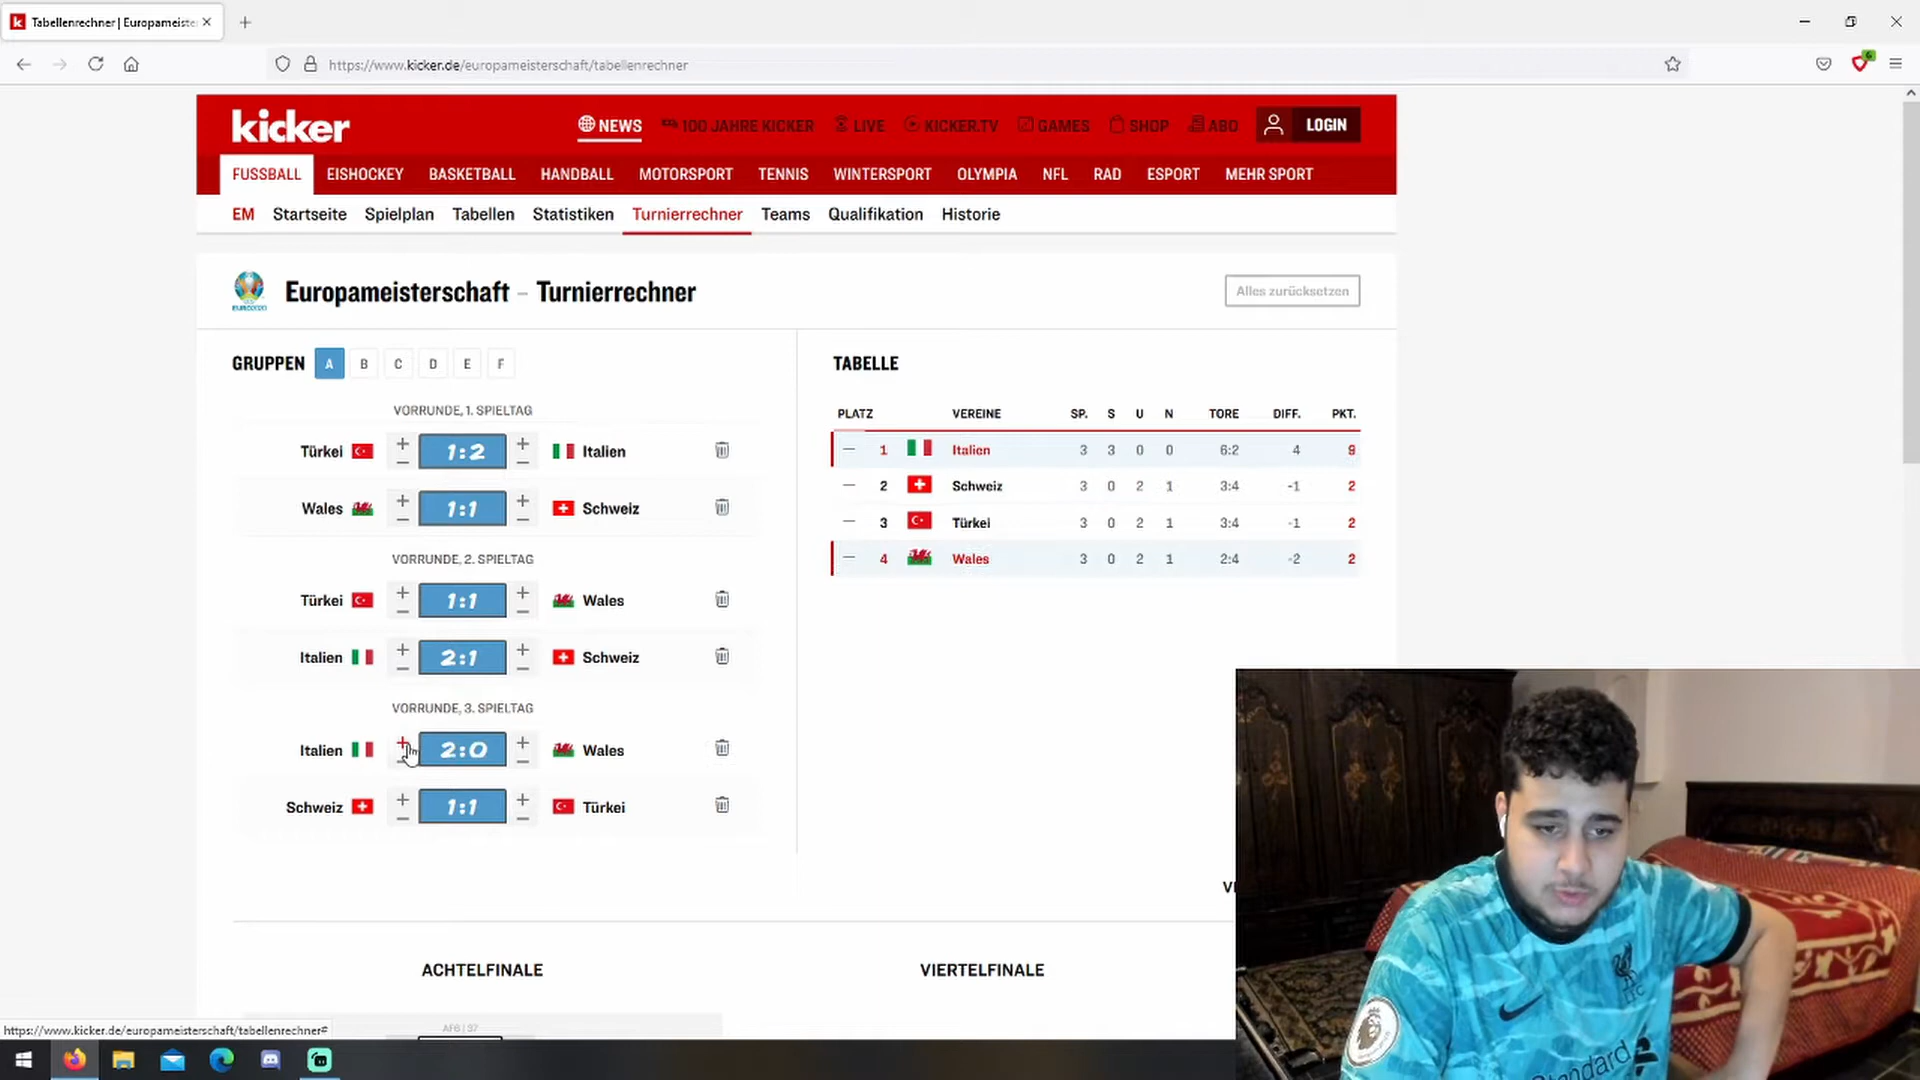 Tabellenrechner | Europameiste
https://www.kicker.de/europameisterschaft/tabellenrechner
6
kicker
NEWS 100 JAHRE KICKER LIVE KICKER.TV GAMES SHOP ABO LOGIN
FUSSBALL EISHOCKEY BASKETBALL HANDBALL MOTORSPORT TENNIS WINTERSPORT OLYMPIA NFL RAD ESPORT MEHR SPORT
EM Startseite Spielplan Tabellen Statistiken Turnierrechner Teams Qualifikation Historie
Europameisterschaft – Turnierrechner
Alles zurücksetzen
GRUPPEN A B C D E F
VORRUNDE, 1. SPIELTAG
Türkei + − 1:2 + − Italien
Wales + − 1:1 + − Schweiz
VORRUNDE, 2. SPIELTAG
Türkei + − 1:1 + − Wales
Italien + − 2:1 + − Schweiz
VORRUNDE, 3. SPIELTAG
Italien + − 2:0 + − Wales
Schweiz + − 1:1 + − Türkei
TABELLE
PLATZ VEREINE SP. S U N TORE DIFF. PKT.
— 1 Italien 3 3 0 0 6:2 4 9
— 2 Schweiz 3 0 2 1 3:4 -1 2
— 3 Türkei 3 0 2 1 3:4 -1 2
— 4 Wales 3 0 2 1 2:4 -2 2
ACHTELFINALE
VIERTELFINALE
AF6 | 37
https://www.kicker.de/europameisterschaft/tabellenrechner#
LFC
Standard